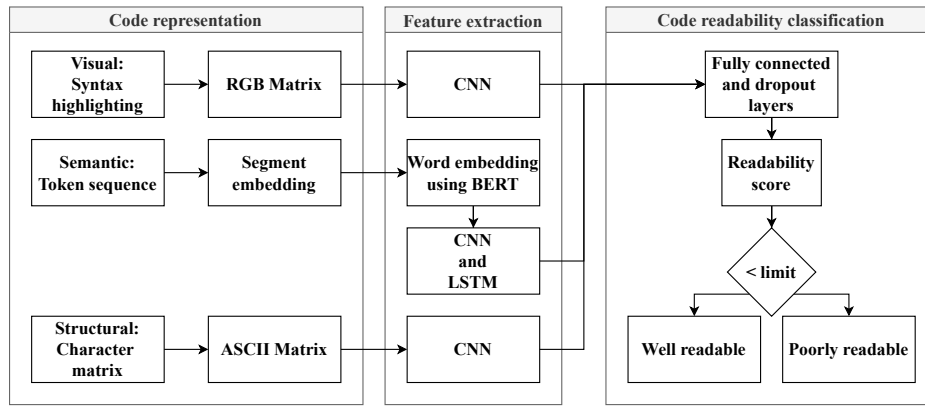 Code representation
Feature extraction
Code readability classification
Visual:
Syntax
highlighting
RGB Matrix
CNN
Fully connected
and dropout
layers
Semantic:
Token sequence
Segment
embedding
Word embedding
using BERT
Readability
score
CNN
and
LSTM
< limit
Structural:
Character
matrix
ASCII Matrix
CNN
Well readable
Poorly readable